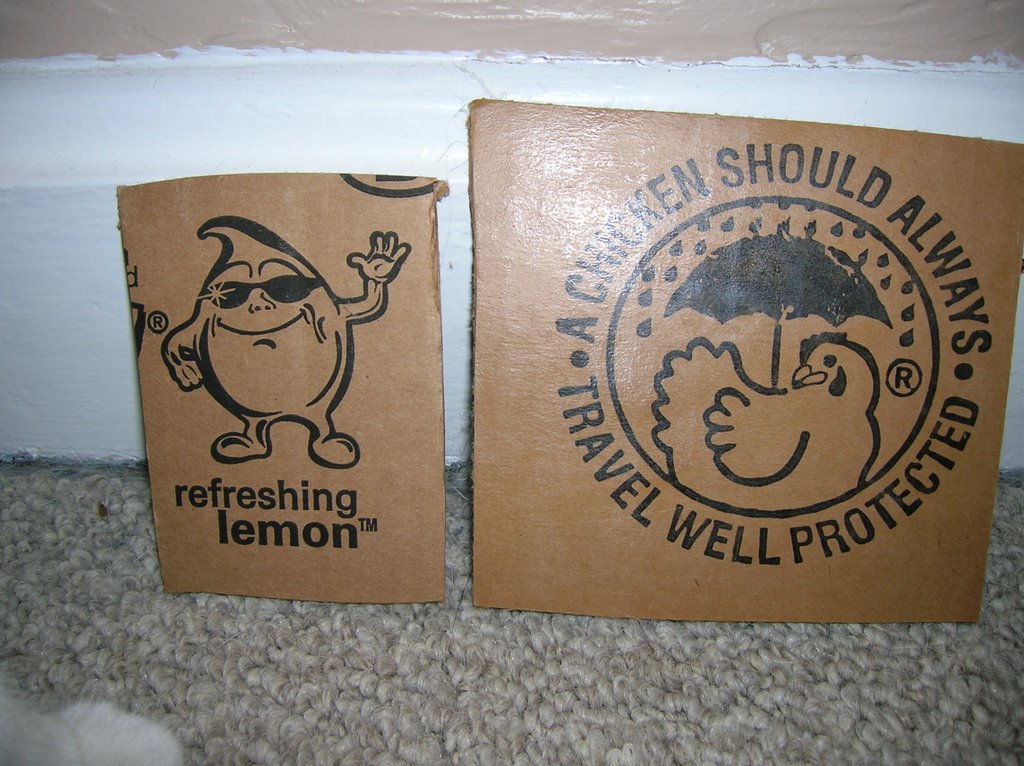 d
®
refreshing
lemon™
• A CHICKEN SHOULD ALWAYS •
TRAVEL WELL PROTECTED
®